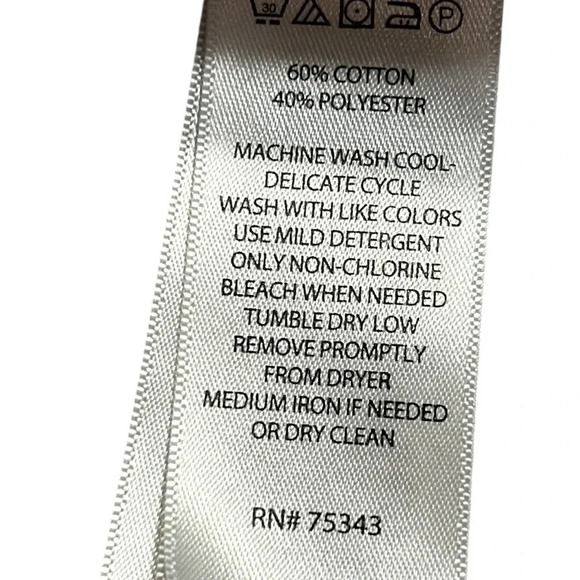 30 P
60% COTTON
40% POLYESTER
MACHINE WASH COOL-
DELICATE CYCLE
WASH WITH LIKE COLORS
USE MILD DETERGENT
ONLY NON-CHLORINE
BLEACH WHEN NEEDED
TUMBLE DRY LOW
REMOVE PROMPTLY
FROM DRYER
MEDIUM IRON IF NEEDED
OR DRY CLEAN
RN# 75343